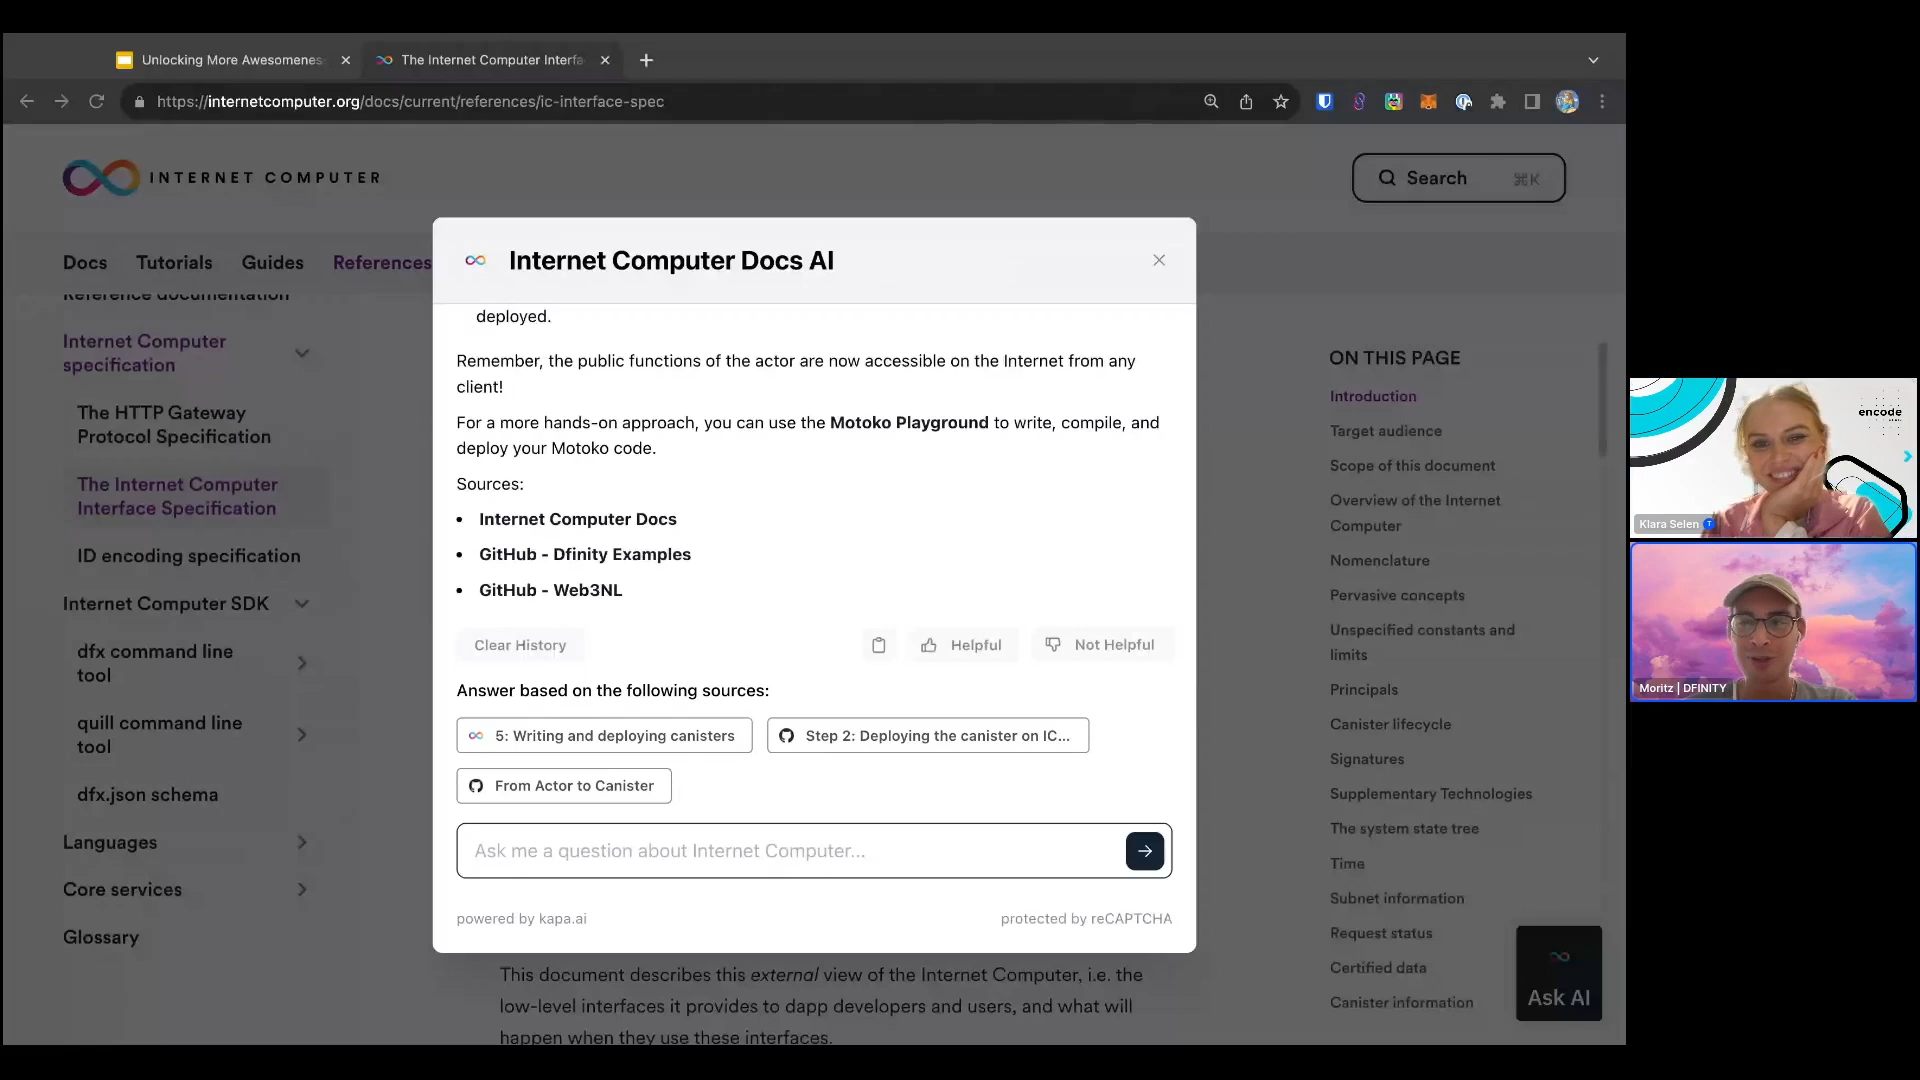 Unlocking More Awesomenes
The Internet Computer Interfa
https://internetcomputer.org/docs/current/references/ic-interface-spec
INTERNET COMPUTER
Search ⌘K
Docs
Tutorials
Guides
References
Reference documentation
Internet Computer
specification
The HTTP Gateway
Protocol Specification
The Internet Computer
Interface Specification
ID encoding specification
Internet Computer SDK
dfx command line
tool
quill command line
tool
dfx.json schema
Languages
Core services
Glossary
Internet Computer Docs AI
deployed.
Remember, the public functions of the actor are now accessible on the Internet from any
client!
For a more hands-on approach, you can use the Motoko Playground to write, compile, and
deploy your Motoko code.
Sources:
• Internet Computer Docs
• GitHub - Dfinity Examples
• GitHub - Web3NL
Clear History
Helpful
Not Helpful
Answer based on the following sources:
5: Writing and deploying canisters
Step 2: Deploying the canister on IC...
From Actor to Canister
Ask me a question about Internet Computer...
powered by kapa.ai
protected by reCAPTCHA
This document describes this external view of the Internet Computer, i.e. the
low-level interfaces it provides to dapp developers and users, and what will
happen when they use these interfaces.
ON THIS PAGE
Introduction
Target audience
Scope of this document
Overview of the Internet
Computer
Nomenclature
Pervasive concepts
Unspecified constants and
limits
Principals
Canister lifecycle
Signatures
Supplementary Technologies
The system state tree
Time
Subnet information
Request status
Certified data
Canister information
Ask AI
encode
Klara Selen
Moritz | DFINITY